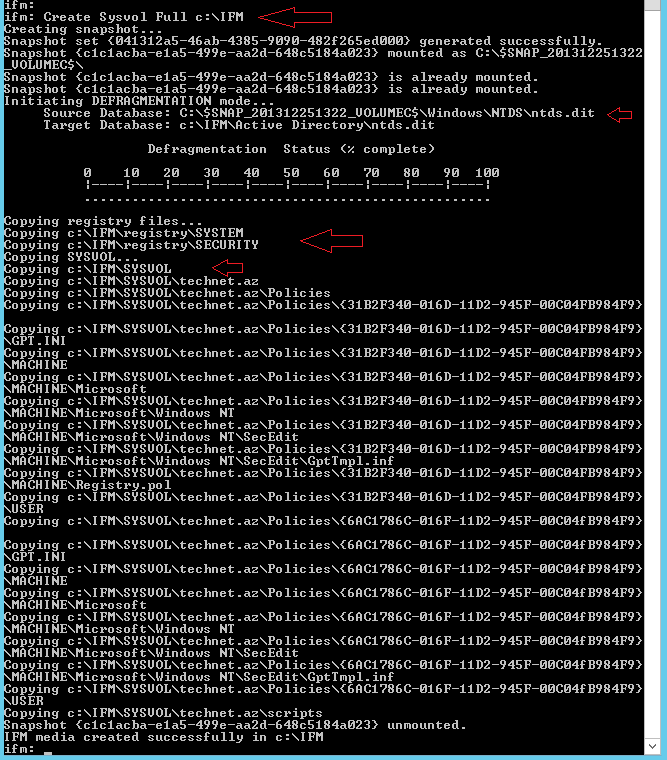 ifm:
ifm: Create Sysvol Full c:\IFM
Creating snapshot...
Snapshot set {041312a5-46ab-4385-9090-482f265ed000} generated successfully.
Snapshot {c1c1acba-e1a5-499e-aa2d-648c5184a023} mounted as C:\$SNAP_201312251322
_VOLUMEC$\
Snapshot {c1c1acba-e1a5-499e-aa2d-648c5184a023} is already mounted.
Snapshot {c1c1acba-e1a5-499e-aa2d-648c5184a023} is already mounted.
Initiating DEFRAGMENTATION mode...
     Source Database: C:\$SNAP_201312251322_VOLUMEC$\Windows\NTDS\ntds.dit
     Target Database: c:\IFM\Active Directory\ntds.dit
                  Defragmentation  Status (% complete)
          0    10   20   30   40   50   60   70   80   90  100
          |----|----|----|----|----|----|----|----|----|----|
          ...................................................
Copying registry files...
Copying c:\IFM\registry\SYSTEM
Copying c:\IFM\registry\SECURITY
Copying SYSVOL...
Copying c:\IFM\SYSVOL
Copying c:\IFM\SYSVOL\technet.az
Copying c:\IFM\SYSVOL\technet.az\Policies
Copying c:\IFM\SYSVOL\technet.az\Policies\{31B2F340-016D-11D2-945F-00C04FB984F9}
Copying c:\IFM\SYSVOL\technet.az\Policies\{31B2F340-016D-11D2-945F-00C04FB984F9}
\GPT.INI
Copying c:\IFM\SYSVOL\technet.az\Policies\{31B2F340-016D-11D2-945F-00C04FB984F9}
\MACHINE
Copying c:\IFM\SYSVOL\technet.az\Policies\{31B2F340-016D-11D2-945F-00C04FB984F9}
\MACHINE\Microsoft
Copying c:\IFM\SYSVOL\technet.az\Policies\{31B2F340-016D-11D2-945F-00C04FB984F9}
\MACHINE\Microsoft\Windows NT
Copying c:\IFM\SYSVOL\technet.az\Policies\{31B2F340-016D-11D2-945F-00C04FB984F9}
\MACHINE\Microsoft\Windows NT\SecEdit
Copying c:\IFM\SYSVOL\technet.az\Policies\{31B2F340-016D-11D2-945F-00C04FB984F9}
\MACHINE\Microsoft\Windows NT\SecEdit\GptTmpl.inf
Copying c:\IFM\SYSVOL\technet.az\Policies\{31B2F340-016D-11D2-945F-00C04FB984F9}
\MACHINE\Registry.pol
Copying c:\IFM\SYSVOL\technet.az\Policies\{31B2F340-016D-11D2-945F-00C04FB984F9}
\USER
Copying c:\IFM\SYSVOL\technet.az\Policies\{6AC1786C-016F-11D2-945F-00C04fB984F9}
Copying c:\IFM\SYSVOL\technet.az\Policies\{6AC1786C-016F-11D2-945F-00C04fB984F9}
\GPT.INI
Copying c:\IFM\SYSVOL\technet.az\Policies\{6AC1786C-016F-11D2-945F-00C04fB984F9}
\MACHINE
Copying c:\IFM\SYSVOL\technet.az\Policies\{6AC1786C-016F-11D2-945F-00C04fB984F9}
\MACHINE\Microsoft
Copying c:\IFM\SYSVOL\technet.az\Policies\{6AC1786C-016F-11D2-945F-00C04fB984F9}
\MACHINE\Microsoft\Windows NT
Copying c:\IFM\SYSVOL\technet.az\Policies\{6AC1786C-016F-11D2-945F-00C04fB984F9}
\MACHINE\Microsoft\Windows NT\SecEdit
Copying c:\IFM\SYSVOL\technet.az\Policies\{6AC1786C-016F-11D2-945F-00C04fB984F9}
\MACHINE\Microsoft\Windows NT\SecEdit\GptTmpl.inf
Copying c:\IFM\SYSVOL\technet.az\Policies\{6AC1786C-016F-11D2-945F-00C04fB984F9}
\USER
Copying c:\IFM\SYSVOL\technet.az\scripts
Snapshot {c1c1acba-e1a5-499e-aa2d-648c5184a023} unmounted.
IFM media created successfully in c:\IFM
ifm: _